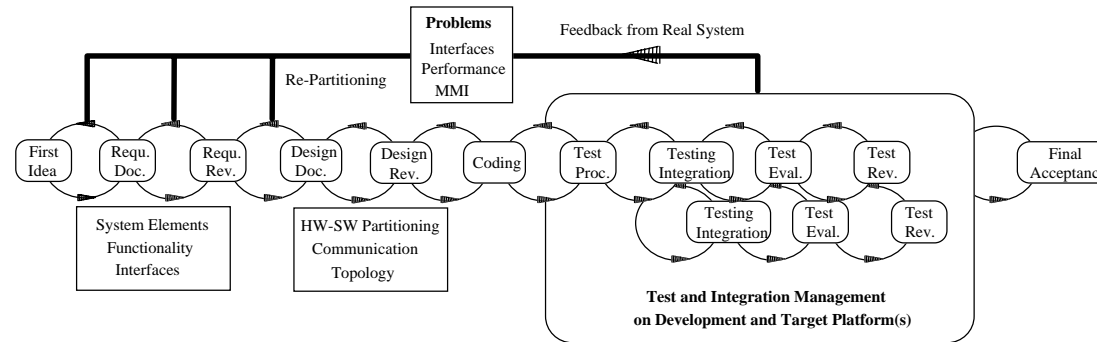 Problems
Interfaces
Performance
MMI
Feedback from Real System
Re-Partitioning
First
Idea
Requ.
Doc.
Requ.
Rev.
Design
Doc.
Design
Rev.
Coding
Test
Proc.
Testing
Integration
Test
Eval.
Test
Rev.
Final
Acceptance
Testing
Integration
Test
Eval.
Test
Rev.
System Elements
Functionality
Interfaces
HW-SW Partitioning
Communication
Topology
Test and Integration Management
on Development and Target Platform(s)